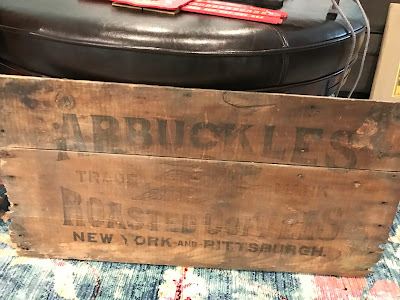 ARBUCKLES
TRADE
ROASTED COFFEES
NEW YORK AND PITTSBURGH.